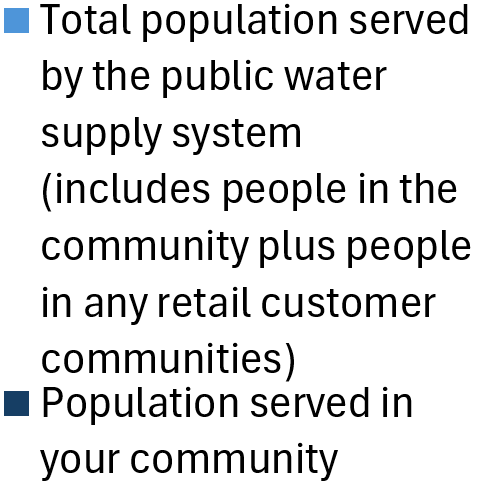 Total population served
by the public water
supply system
(includes people in the
community plus people
in any retail customer
communities)
Population served in
your community